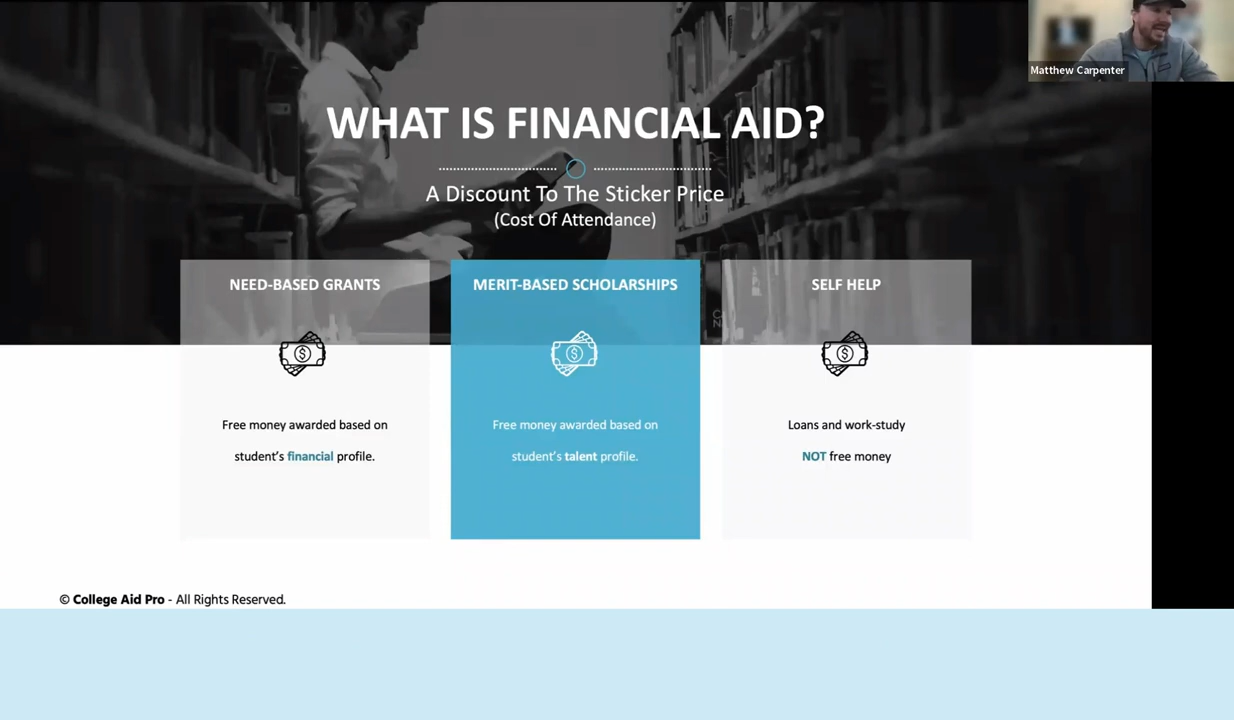 Matthew Carpenter
WHAT IS FINANCIAL AID?
A Discount To The Sticker Price
(Cost Of Attendance)
NEED-BASED GRANTS
Free money awarded based on
student's financial profile.
MERIT-BASED SCHOLARSHIPS
Free money awarded based on
student's talent profile.
SELF HELP
Loans and work-study
NOT free money
© College Aid Pro - All Rights Reserved.